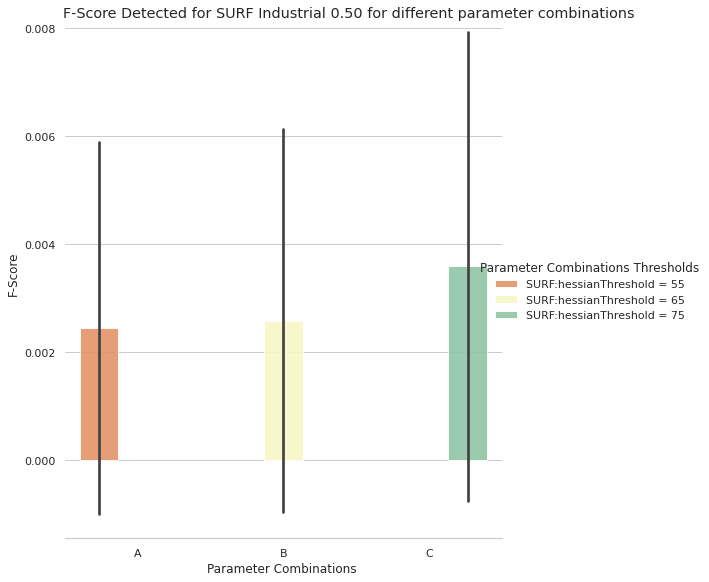 F-Score Detected for SURF Industrial 0.50 for different parameter combinations
0.008
0.006
0.004
0.002
0.000
F-Score
A
B
C
Parameter Combinations
Parameter Combinations Thresholds
SURF:hessianThreshold = 55
SURF:hessianThreshold = 65
SURF:hessianThreshold = 75